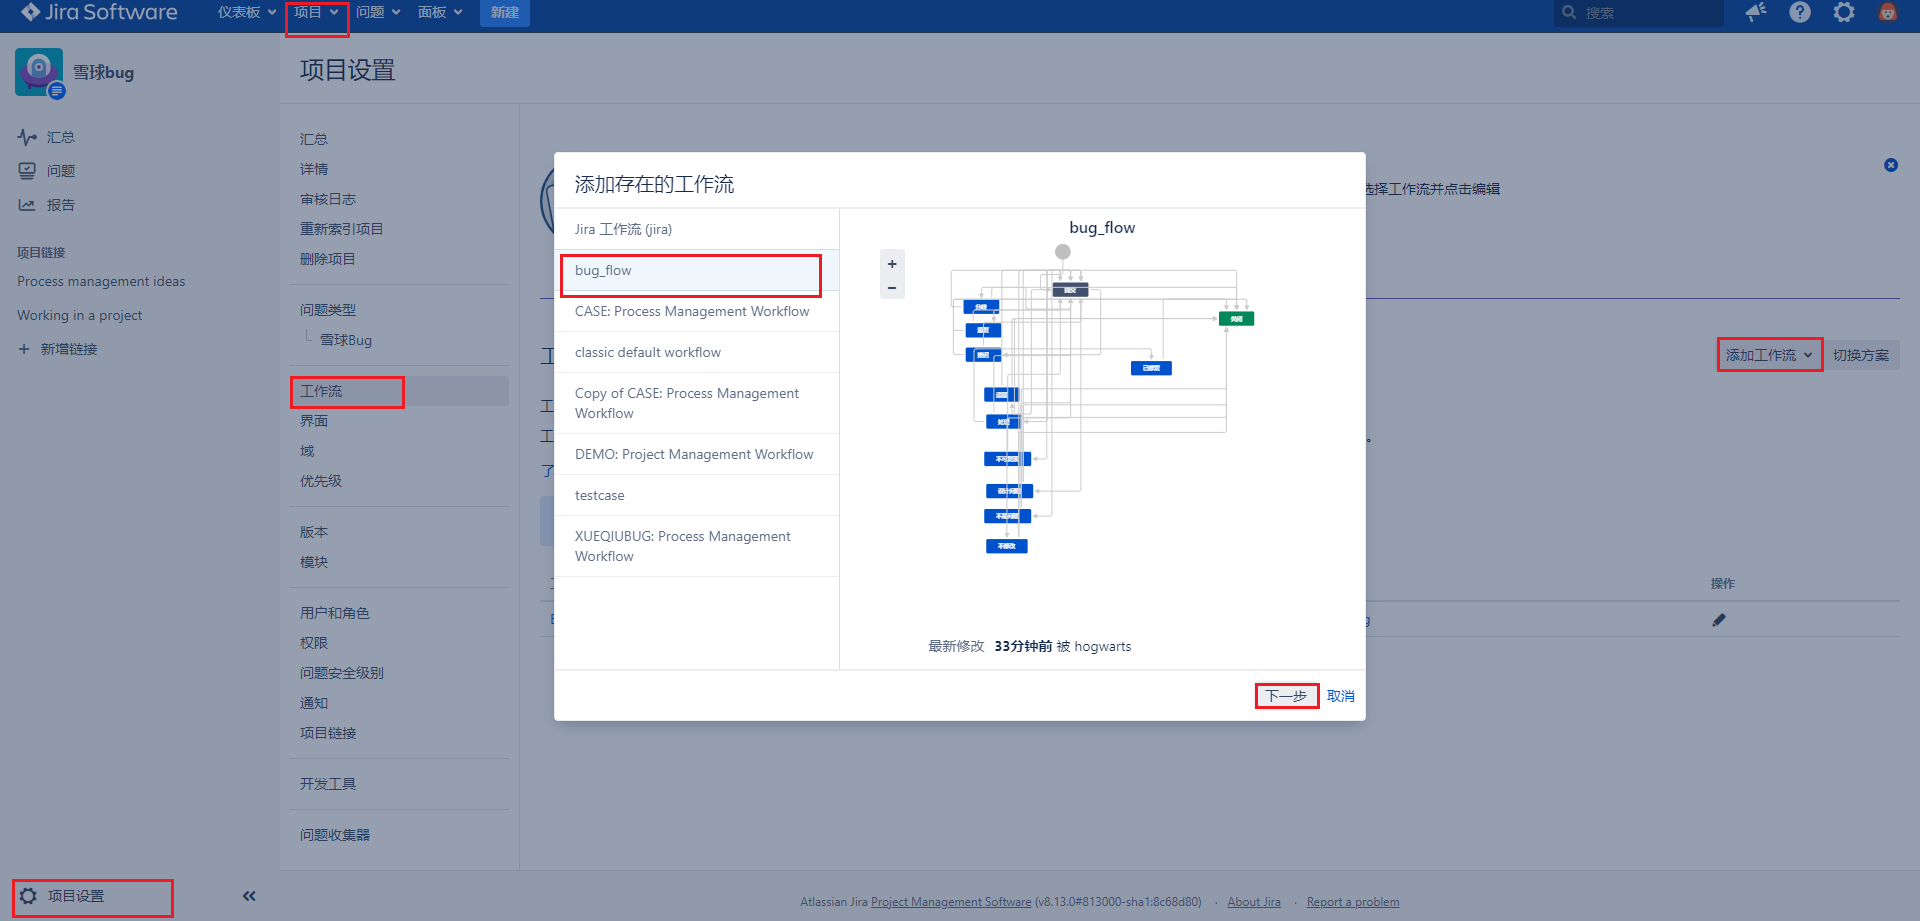 Jira Software
仪表板
项目
问题
面板
新建
搜索
雪球bug
汇总
问题
报告
项目链接
Process management ideas
Working in a project
新增链接
项目设置
项目设置
汇总
详情
审核日志
重新索引项目
删除项目
问题类型
雪球Bug
工作流
界面
域
优先级
版本
模块
用户和角色
权限
问题安全级别
通知
项目链接
开发工具
问题收集器
选择工作流并点击编辑
添加工作流
切换方案
操作
添加存在的工作流
Jira 工作流 (jira)
bug_flow
CASE: Process Management Workflow
classic default workflow
Copy of CASE: Process Management
Workflow
DEMO: Project Management Workflow
testcase
XUEQIUBUG: Process Management
Workflow
bug_flow
+
−
关闭
已修复
不修改
最新修改 33分钟前 被 hogwarts
下一步
取消
Atlassian Jira Project Management Software (v8.13.0#813000-sha1:8c68d80) · About Jira · Report a problem